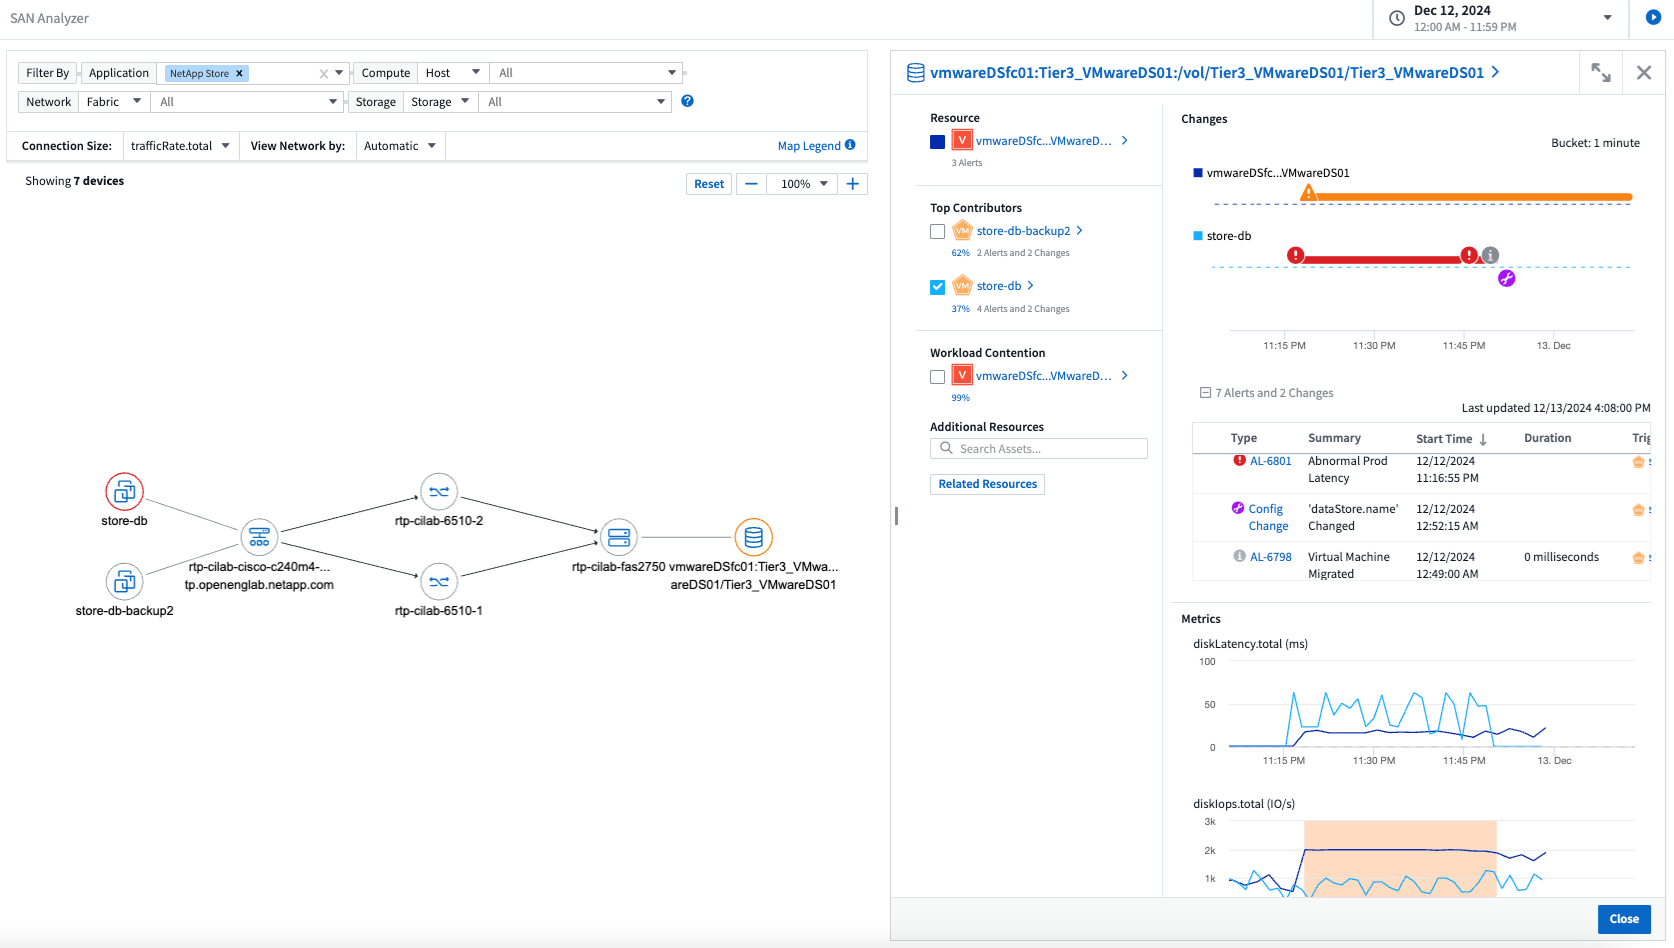 SAN Analyzer
Dec 12, 2024
12:00 AM - 11:59 PM
Filter By Application NetApp Store x Compute Host All
Network Fabric All Storage Storage All
Connection Size: trafficRate.total View Network by: Automatic Map Legend
Showing 7 devices
Reset 100%
store-db
store-db-backup2
rtp-cilab-cisco-c240m4-...
tp.openenglab.netapp.com
rtp-cilab-6510-2
rtp-cilab-6510-1
rtp-cilab-fas2750
vmwareDSfc01:Tier3_VMwa...
areDS01/Tier3_VMwareDS01
vmwareDSfc01:Tier3_VMwareDS01:/vol/Tier3_VMwareDS01/Tier3_VMwareDS01
Resource
V vmwareDSfc...VMwareD...
3 Alerts
Top Contributors
VM store-db-backup2
62% 2 Alerts and 2 Changes
VM store-db
37% 4 Alerts and 2 Changes
Workload Contention
V vmwareDSfc...VMwareD...
99%
Additional Resources
Search Assets...
Related Resources
Changes
Bucket: 1 minute
vmwareDSfc...VMwareDS01
store-db
11:15 PM 11:30 PM 11:45 PM 13. Dec
7 Alerts and 2 Changes
Last updated 12/13/2024 4:08:00 PM
Type Summary Start Time Duration Trig
AL-6801 Abnormal Prod Latency 12/12/2024 11:16:55 PM
Config Change 'dataStore.name' Changed 12/12/2024 12:52:15 AM
AL-6798 Virtual Machine Migrated 12/12/2024 12:49:00 AM 0 milliseconds
Metrics
diskLatency.total (ms)
100
50
0
11:15 PM 11:30 PM 11:45 PM 13. Dec
diskIops.total (IO/s)
3k
2k
1k
Close